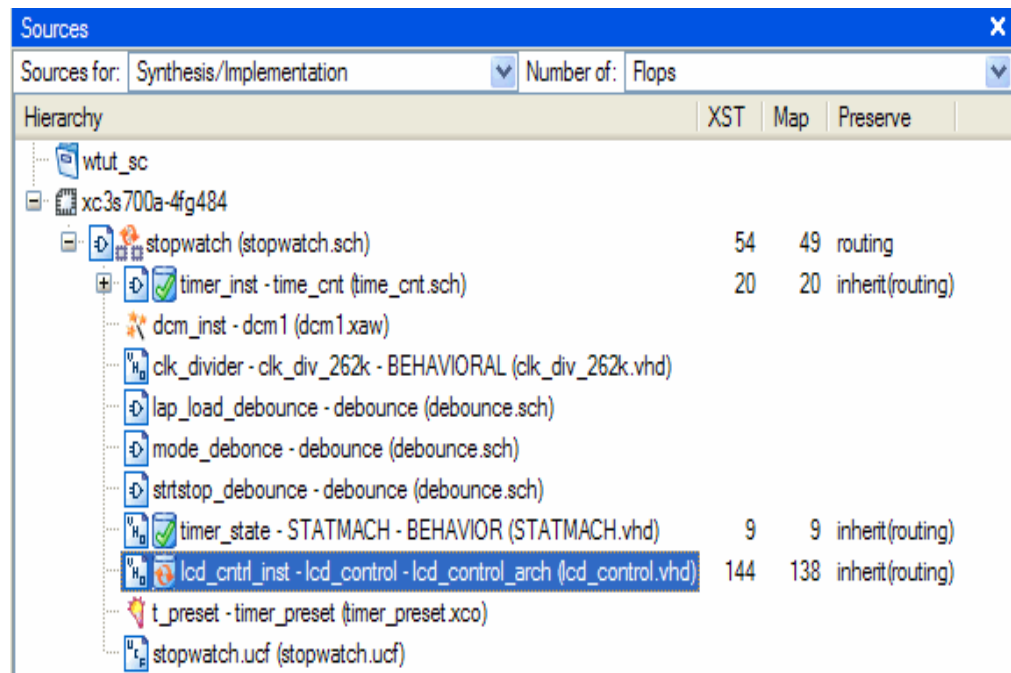 Sources
Sources for: Synthesis/Implementation Number of: Flops
Hierarchy XST Map Preserve
wtut_sc
xc3s700a-4fg484
stopwatch (stopwatch.sch) 54 49 routing
timer_inst - time_cnt (time_cnt.sch) 20 20 inherit(routing)
dcm_inst - dcm1 (dcm1.xaw)
clk_divider - clk_div_262k - BEHAVIORAL (clk_div_262k.vhd)
lap_load_debounce - debounce (debounce.sch)
mode_debonce - debounce (debounce.sch)
strtstop_debounce - debounce (debounce.sch)
timer_state - STATMACH - BEHAVIOR (STATMACH.vhd) 9 9 inherit(routing)
lcd_cntrl_inst - lcd_control - lcd_control_arch (lcd_control.vhd) 144 138 inherit(routing)
t_preset - timer_preset (timer_preset.xco)
stopwatch.ucf (stopwatch.ucf)